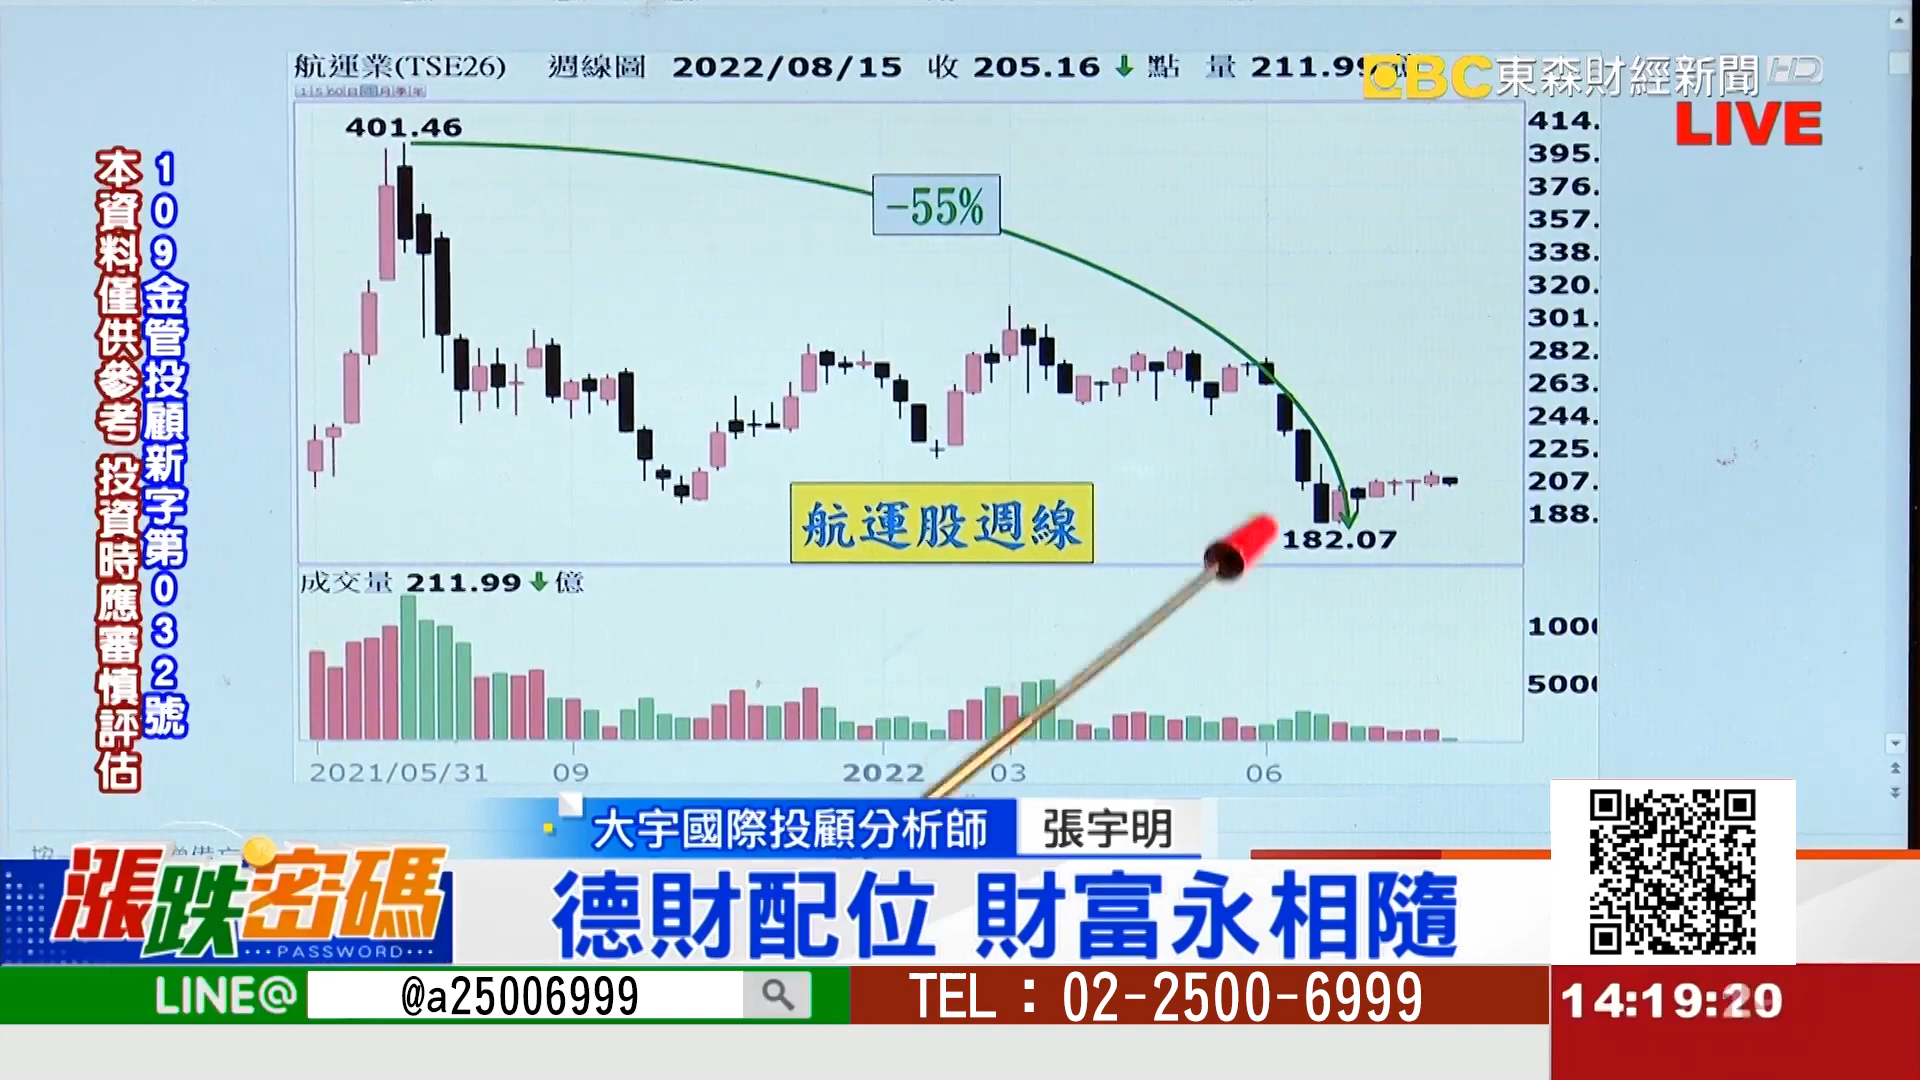 航運業(TSE26) 週線圖 2022/08/15 收 205.16 ↓ 點 量 211.99
EBC 東森財經新聞 HD
LIVE
401.46
-55%
414.
395.
376.
357.
338.
320.
301.
282.
263.
244.
225.
207.
188.
航運股週線
182.07
成交量 211.99 ↓ 億
1000
5000
2021/05/31 09 2022 03 06
109金管投顧新字第032號
本資料僅供參考 投資時應審慎評估
大宇國際投顧分析師 張宇明
漲跌密碼
PASSWORD
德財配位 財富永相隨
LINE@ @a25006999
TEL：02-2500-6999
14:19:20